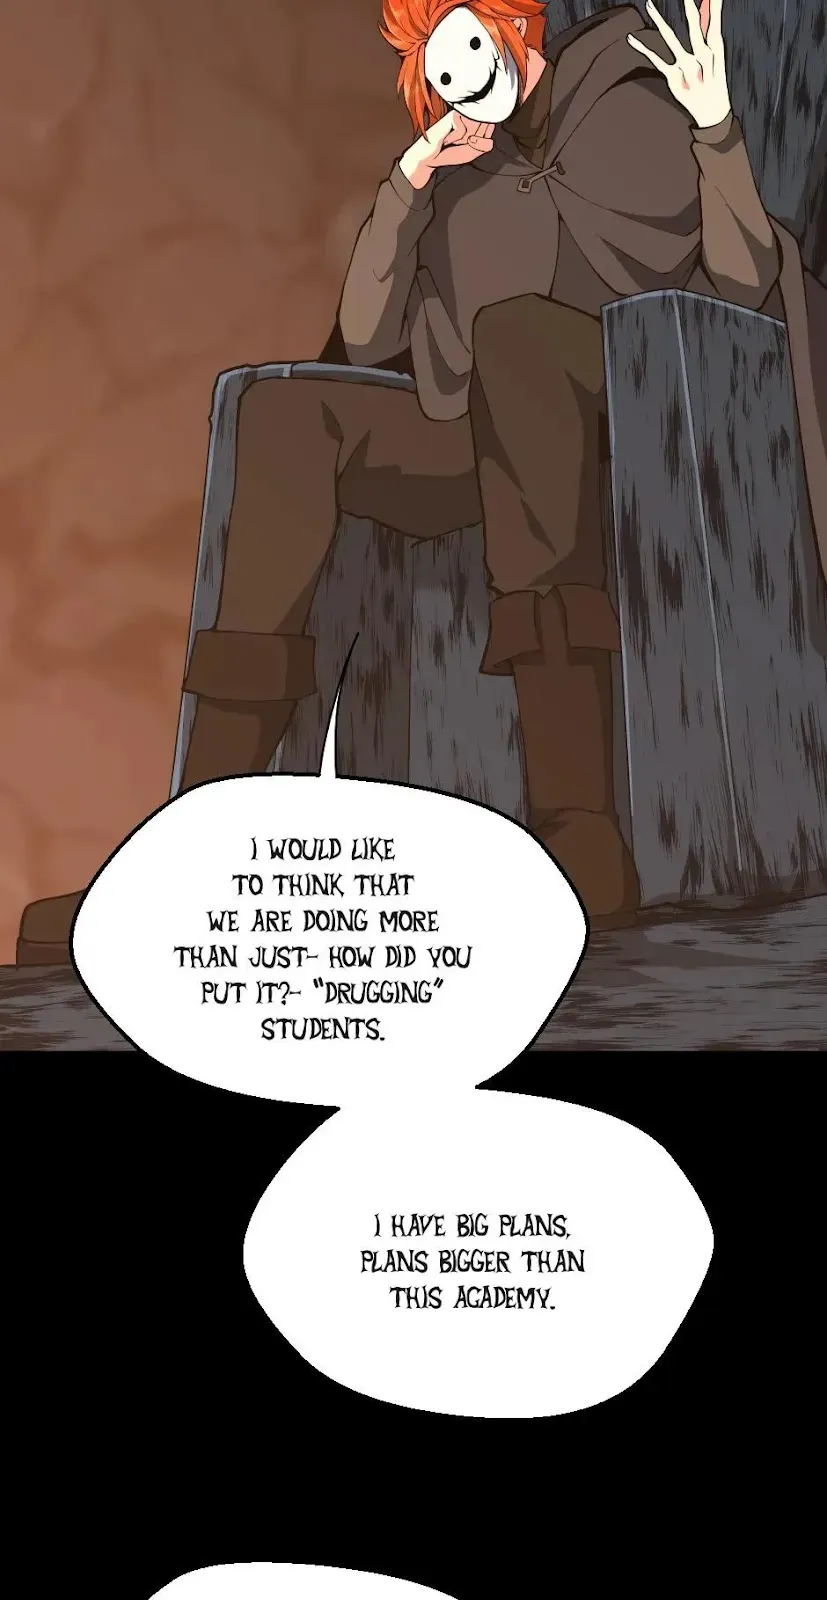 I WOULD LIKE
TO THINK THAT
WE ARE DOING MORE
THAN JUST- HOW DID YOU
PUT IT?- "DRUGGING"
STUDENTS.
I HAVE BIG PLANS.
PLANS BIGGER THAN
THIS ACADEMY.